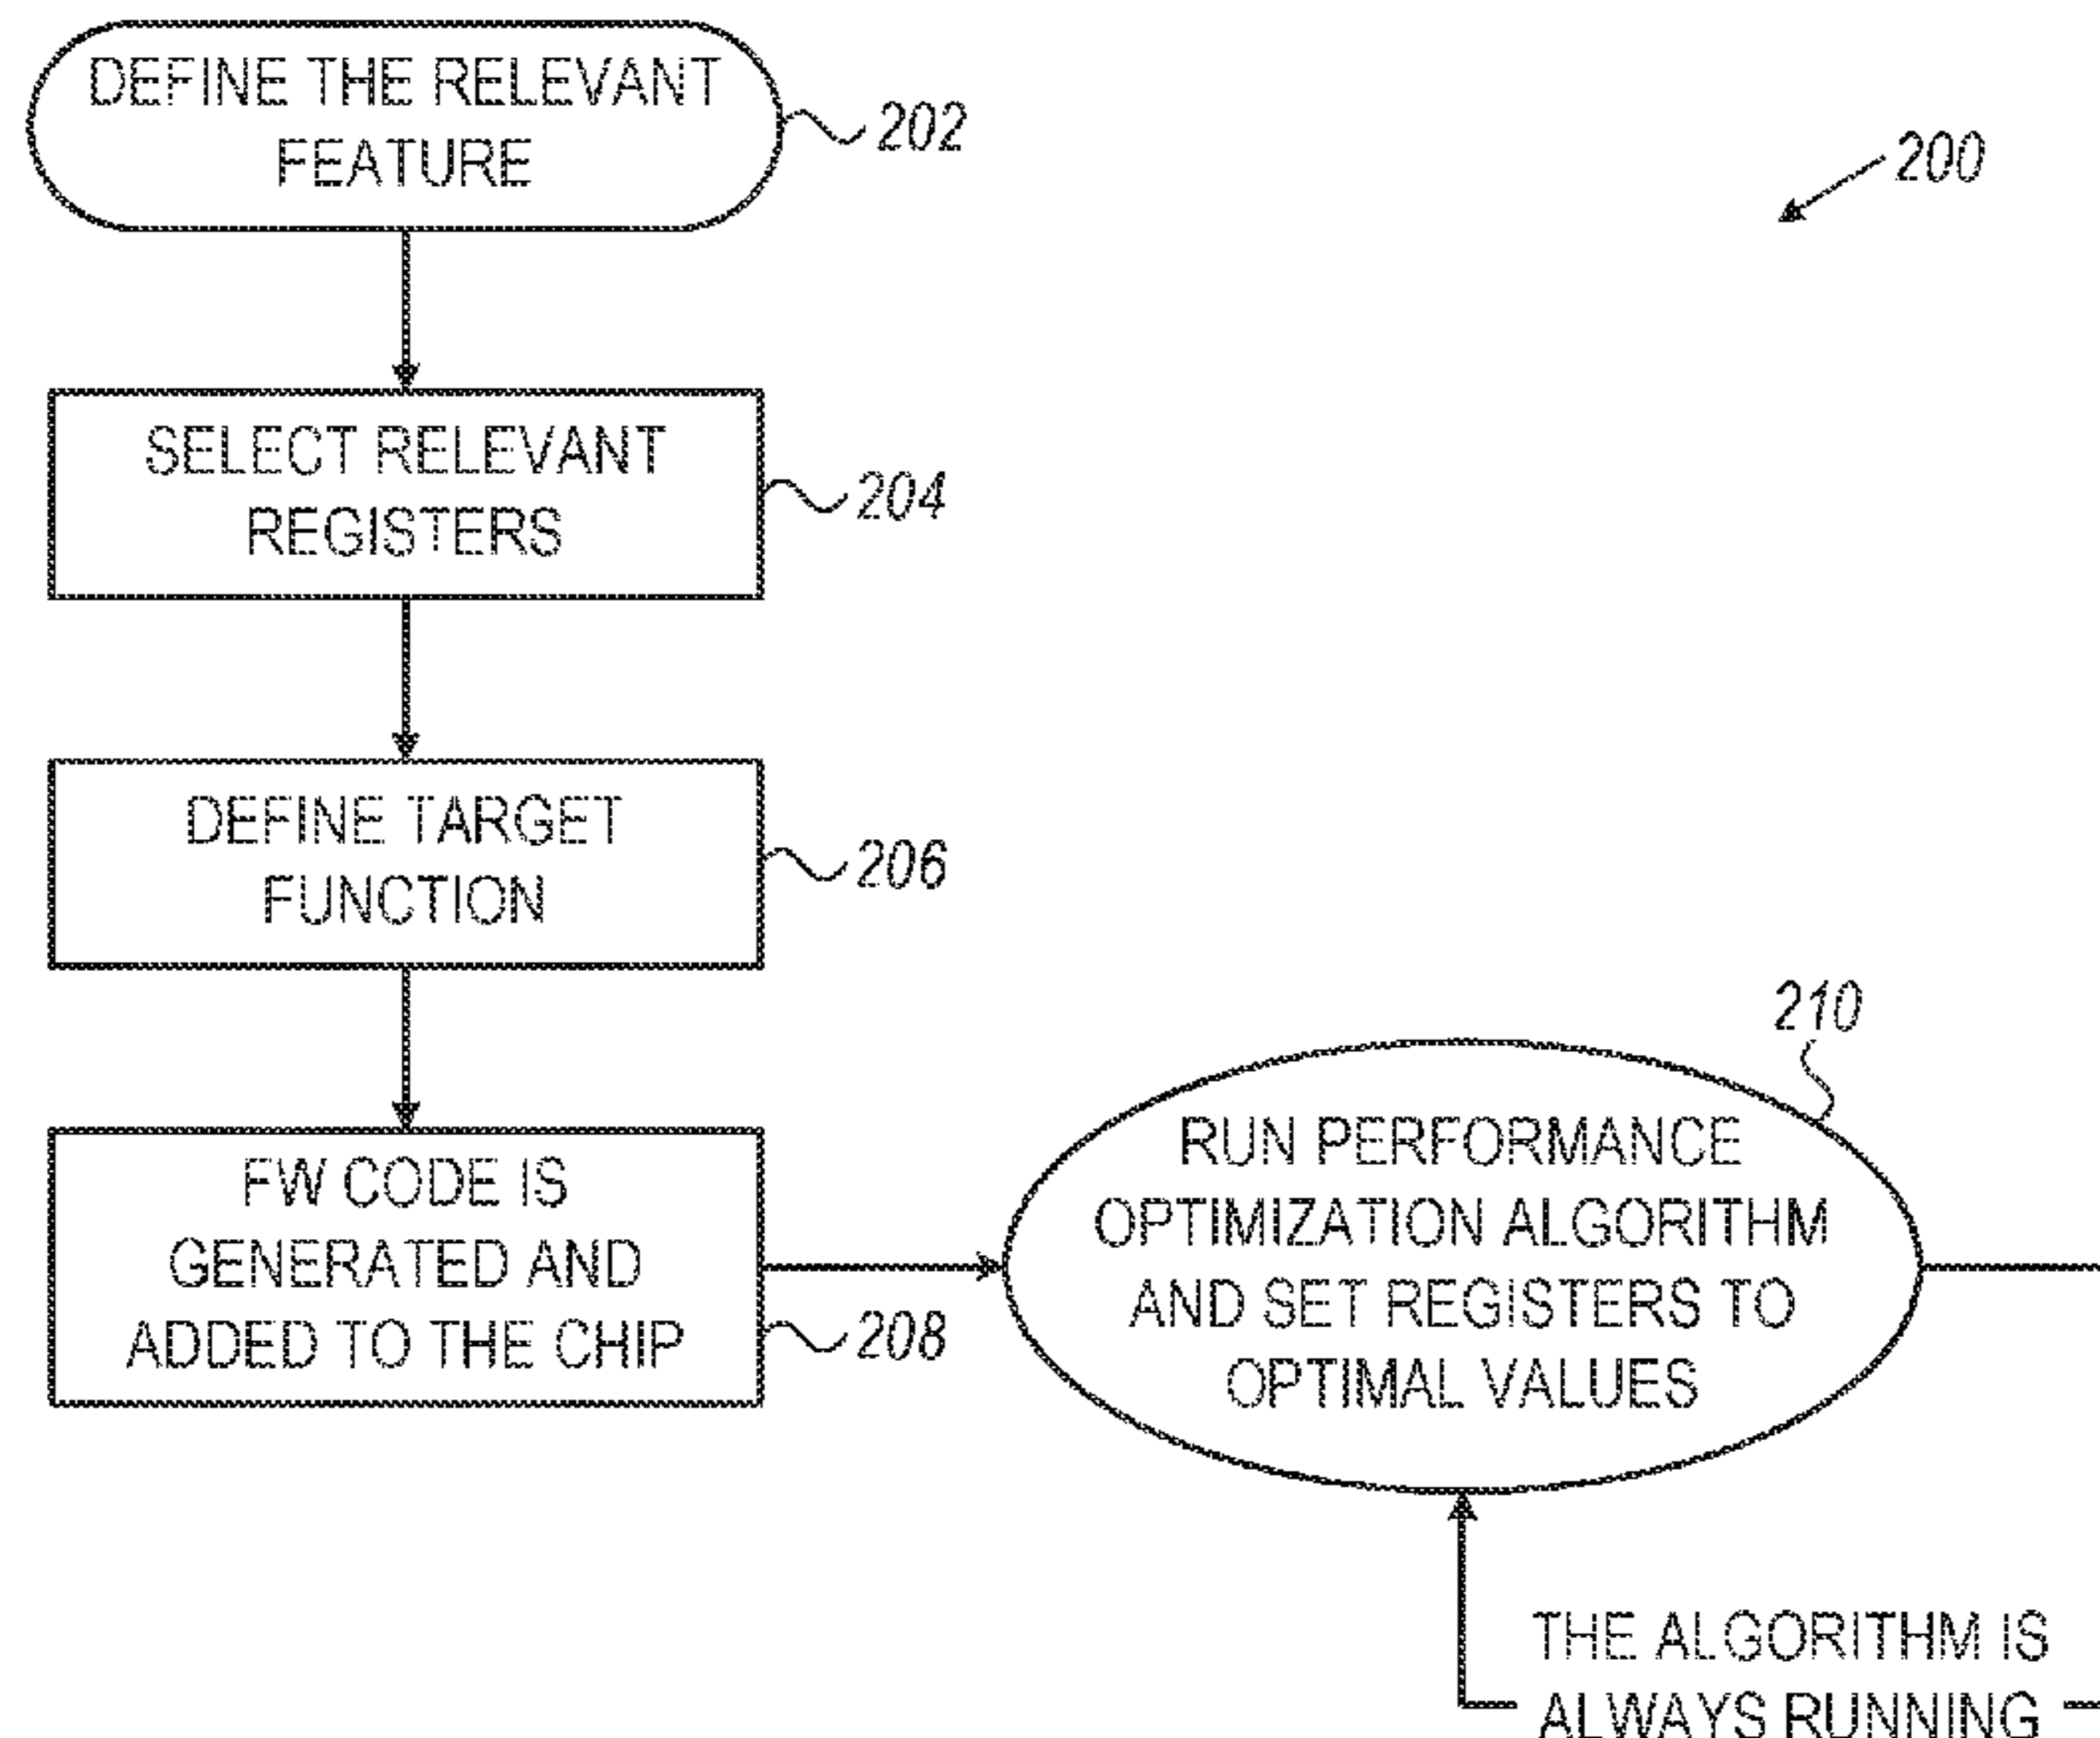 DEFINE THE RELEVANT
FEATURE
202
200
SELECT RELEVANT
REGISTERS
204
DEFINE TARGET
FUNCTION
206
FW CODE IS
GENERATED AND
ADDED TO THE CHIP
208
210
RUN PERFORMANCE
OPTIMIZATION ALGORITHM
AND SET REGISTERS TO
OPTIMAL VALUES
THE ALGORITHM IS
ALWAYS RUNNING